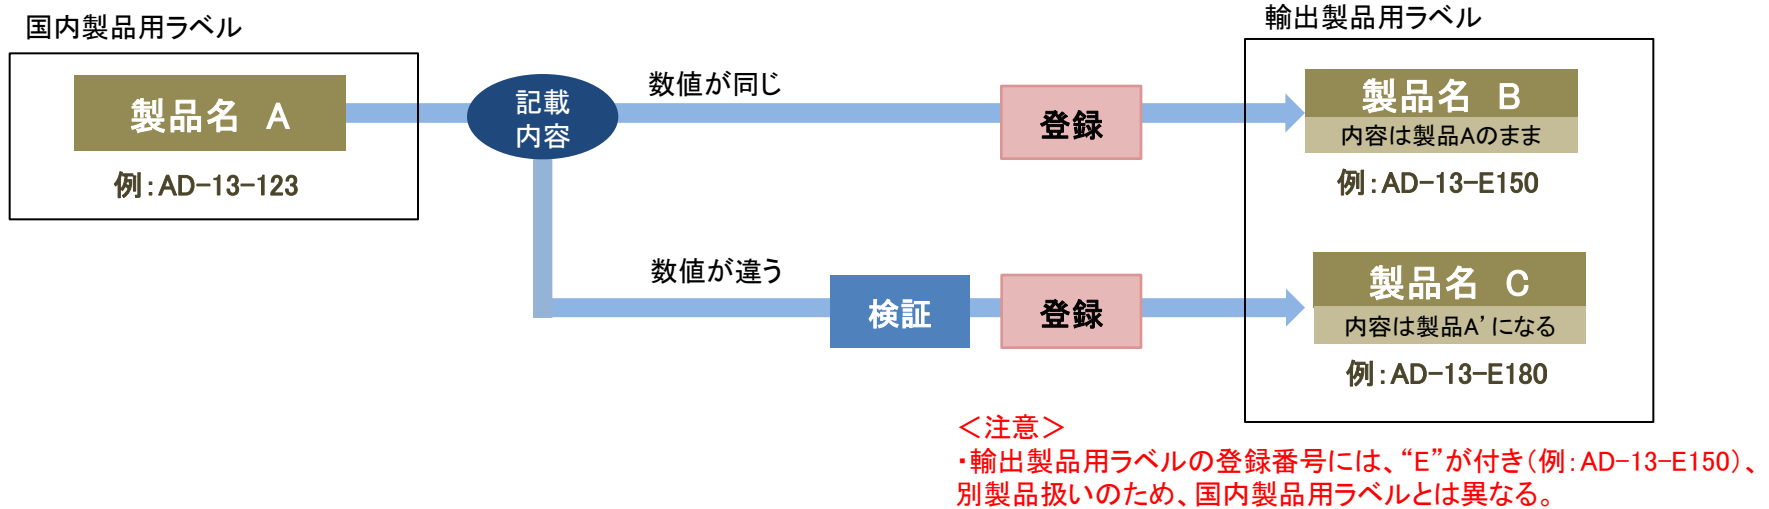 国内製品用ラベル
製品名　A
例：AD-13-123
記載
内容
数値が同じ
登録
輸出製品用ラベル
製品名　B
内容は製品Aのまま
例：AD-13-E150
数値が違う
検証
登録
製品名　C
内容は製品A’になる
例：AD-13-E180
＜注意＞
・輸出製品用ラベルの登録番号には、“E”が付き（例：AD-13-E150）、
別製品扱いのため、国内製品用ラベルとは異なる。